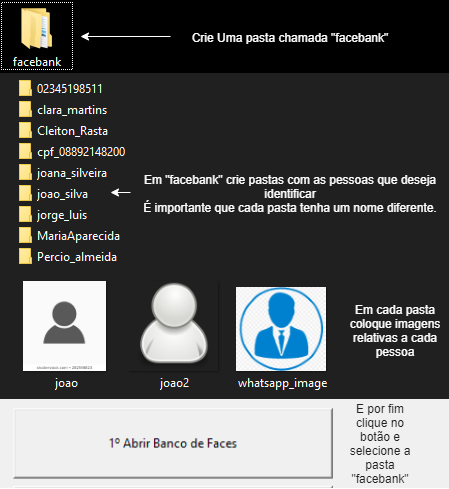 facebank
Crie Uma pasta chamada "facebank"
02345198511
clara_martins
Cleiton_Rasta
cpf_08892148200
joana_silveira
joao_silva
jorge_luis
MariaAparecida
Percio_almeida
Em "facebank" crie pastas com as pessoas que deseja
identificar
É importante que cada pasta tenha um nome diferente.
joao
joao2
whatsapp_image
Em cada pasta
coloque imagens
relativas a cada
pessoa
1º Abrir Banco de Faces
E por fim
clique no
botão e
selecione a
pasta
"facebank"